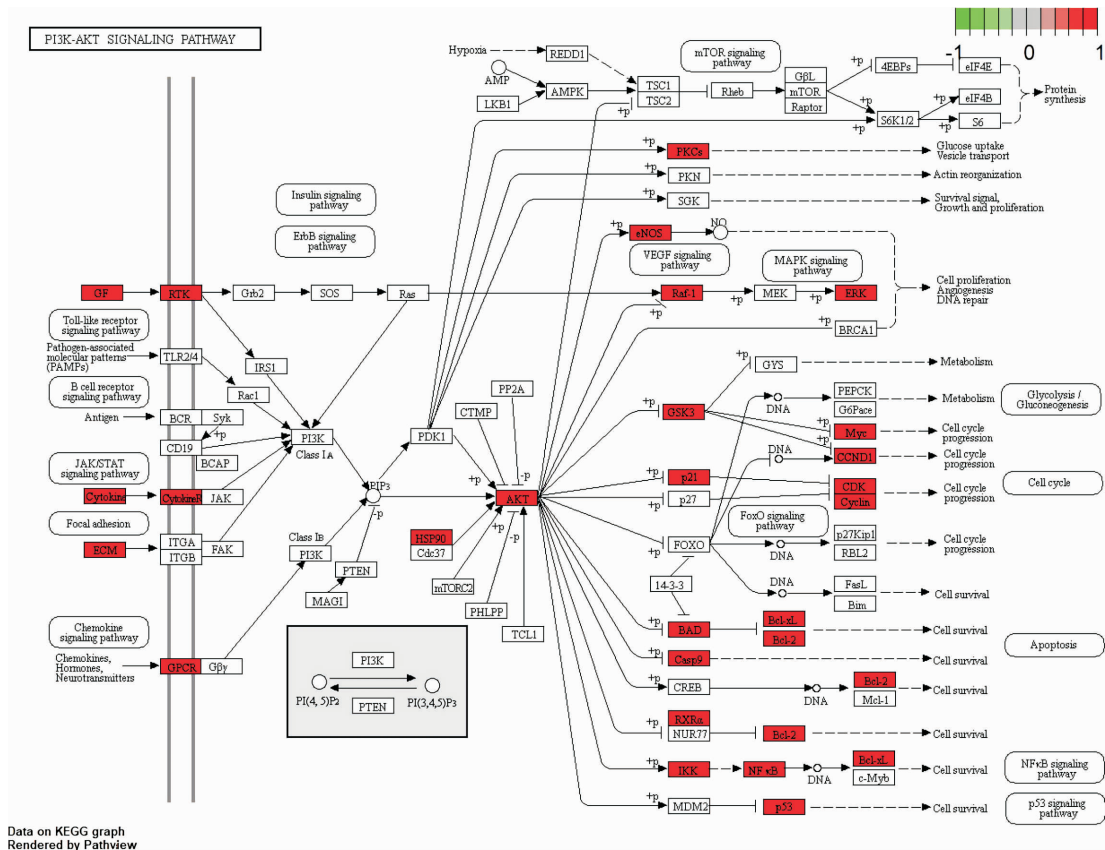 PI3K-AKT SIGNALING PATHWAY
-1 0 1
Hypoxia
REDD1
mTOR signaling
pathway
AMP
LKB1
AMPK
TSC1
TSC2
+p
Rheb
GβL
mTOR
Raptor
+p
4EBPs
eIF4E
+p
+p
S6K1/2
+p
eIF4B
+p
S6
Protein
synthesis
+p
PKCs
Glucose uptake
Vesicle transport
PKN
Actin reorganization
SGK
Survival signal,
Growth and proliferation
Insulin signaling
pathway
ErbB signaling
pathway
+p
eNOS
NO
VEGF signaling
pathway
MAPK signaling
pathway
GF
RTK
Grb2
SOS
Ras
Raf-1
+p
+p
MEK
+p
ERK
Cell proliferation
Angiogenesis
DNA repair
+p
BRCA1
Toll-like receptor
signaling pathway
Pathogen-associated
molecular patterns
(PAMPs)
TLR2/4
IRS1
Rac1
B cell receptor
signaling pathway
Antigen
BCR
Syk
+p
CD19
BCAP
PI3K
Class IA
PDK1
CTMP
PP2A
+p
-p
+p
GYS
Metabolism
+p
GSK3
DNA
PEPCK
G6Pace
Metabolism
Glycolysis /
Gluconeogenesis
+p
Myc
Cell cycle
progression
+p
DNA
CCND1
Cell cycle
progression
JAK/STAT
signaling pathway
Cytokine
CytokineR
JAK
PIP3
-p
AKT
+p
p21
p27
CDK
Cyclin
Cell cycle
progression
Cell cycle
Focal adhesion
ECM
ITGA
ITGB
FAK
Class IB
PI3K
PTEN
MAGI
HSP90
Cdc37
+p
-p
mTORC2
PHLPP
TCL1
FoxO signaling
pathway
+p
FOXO
DNA
p27Kip1
RBL2
Cell cycle
progression
14-3-3
DNA
FasL
Bim
Cell survival
Chemokine
signaling pathway
Chemokines,
Hormones,
Neurotransmitters
GPCR
Gβγ
PI3K
PI(4, 5)P2
PI(3,4,5)P3
PTEN
+p
BAD
Bcl-xL
Bcl-2
Cell survival
Apoptosis
+p
Casp9
Cell survival
+p
CREB
DNA
Bcl-2
Mcl-1
Cell survival
+p
RXRα
NUR77
Bcl-2
Cell survival
+p
IKK
NFκB
DNA
Bcl-xL
c-Myb
Cell survival
NFκB signaling
pathway
+p
MDM2
p53
Cell survival
p53 signaling
pathway
Data on KEGG graph
Rendered by Pathview